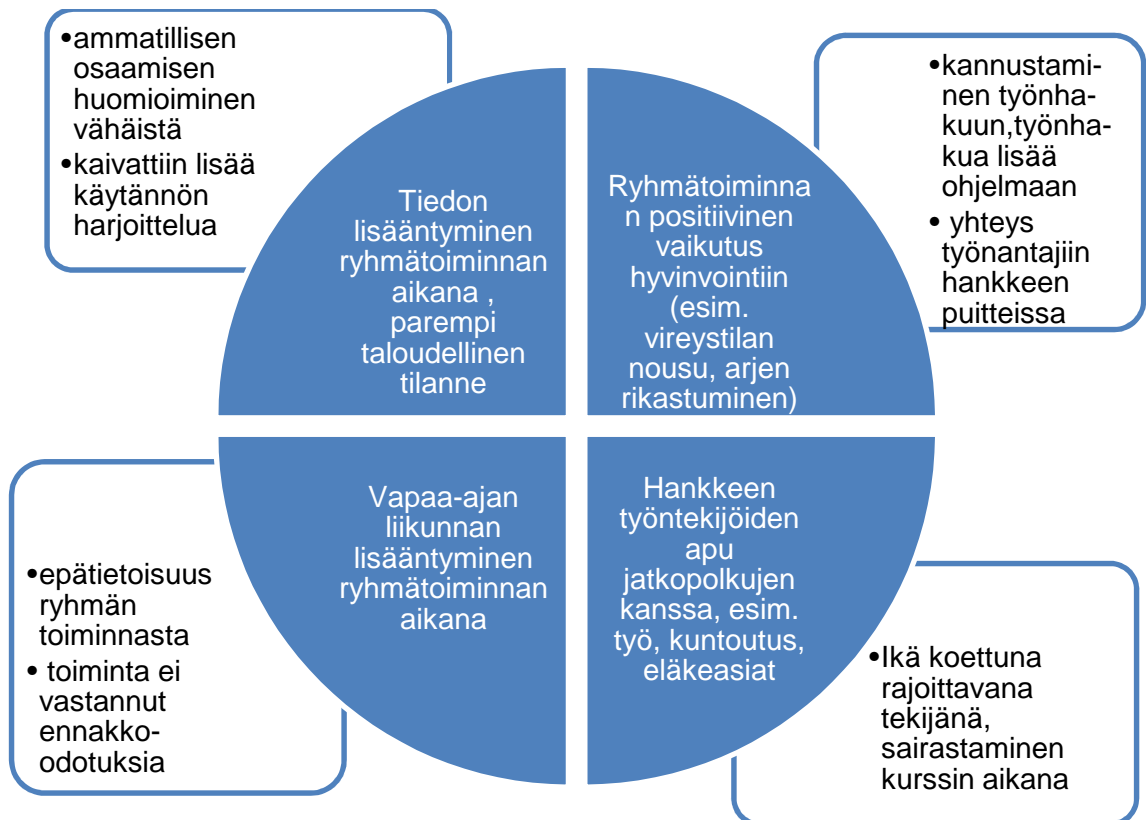 •ammatillisen
osaamisen
huomioiminen
vähäistä
•kaivattiin lisää
käytännön
harjoittelua
•kannustami-
nen työnha-
kuun,työnha-
kua lisää
ohjelmaan
• yhteys
työnantajiin
hankkeen
puitteissa
Tiedon
lisääntyminen
ryhmätoiminnan
aikana ,
parempi
taloudellinen
tilanne
Ryhmätoiminna
n positiivinen
vaikutus
hyvinvointiin
(esim.
vireystilan
nousu, arjen
rikastuminen)
Vapaa-ajan
liikunnan
lisääntyminen
ryhmätoiminnan
aikana
Hankkeen
työntekijöiden
apu
jatkopolkujen
kanssa, esim.
työ, kuntoutus,
eläkeasiat
•epätietoisuus
ryhmän
toiminnasta
• toiminta ei
vastannut
ennakko-
odotuksia
•Ikä koettuna
rajoittavana
tekijänä,
sairastaminen
kurssin aikana